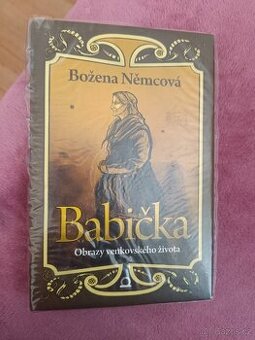 Božena Němcová
Babička
Obrazy venkovského života